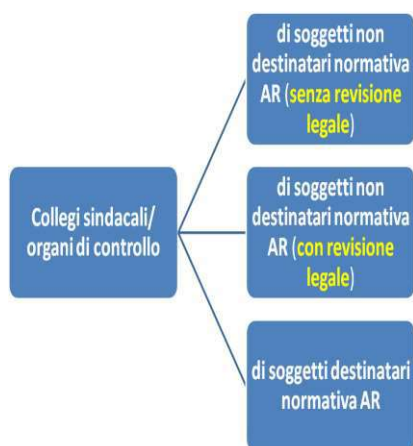 di soggetti non
destinatari normativa
AR (senza revisione
legale)
Collegi sindacali/
organi di controllo
di soggetti non
destinatari normativa
AR (con revisione
legale)
di soggetti destinatari
normativa AR